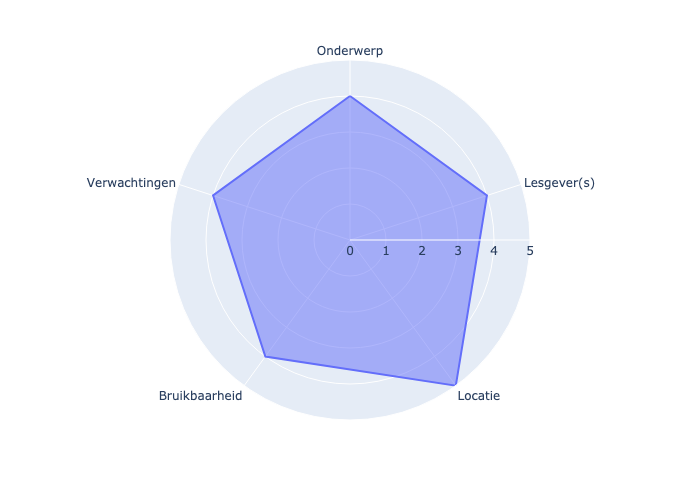 Onderwerp
Verwachtingen
Lesgever(s)
0 1 2 3 4 5
Bruikbaarheid
Locatie